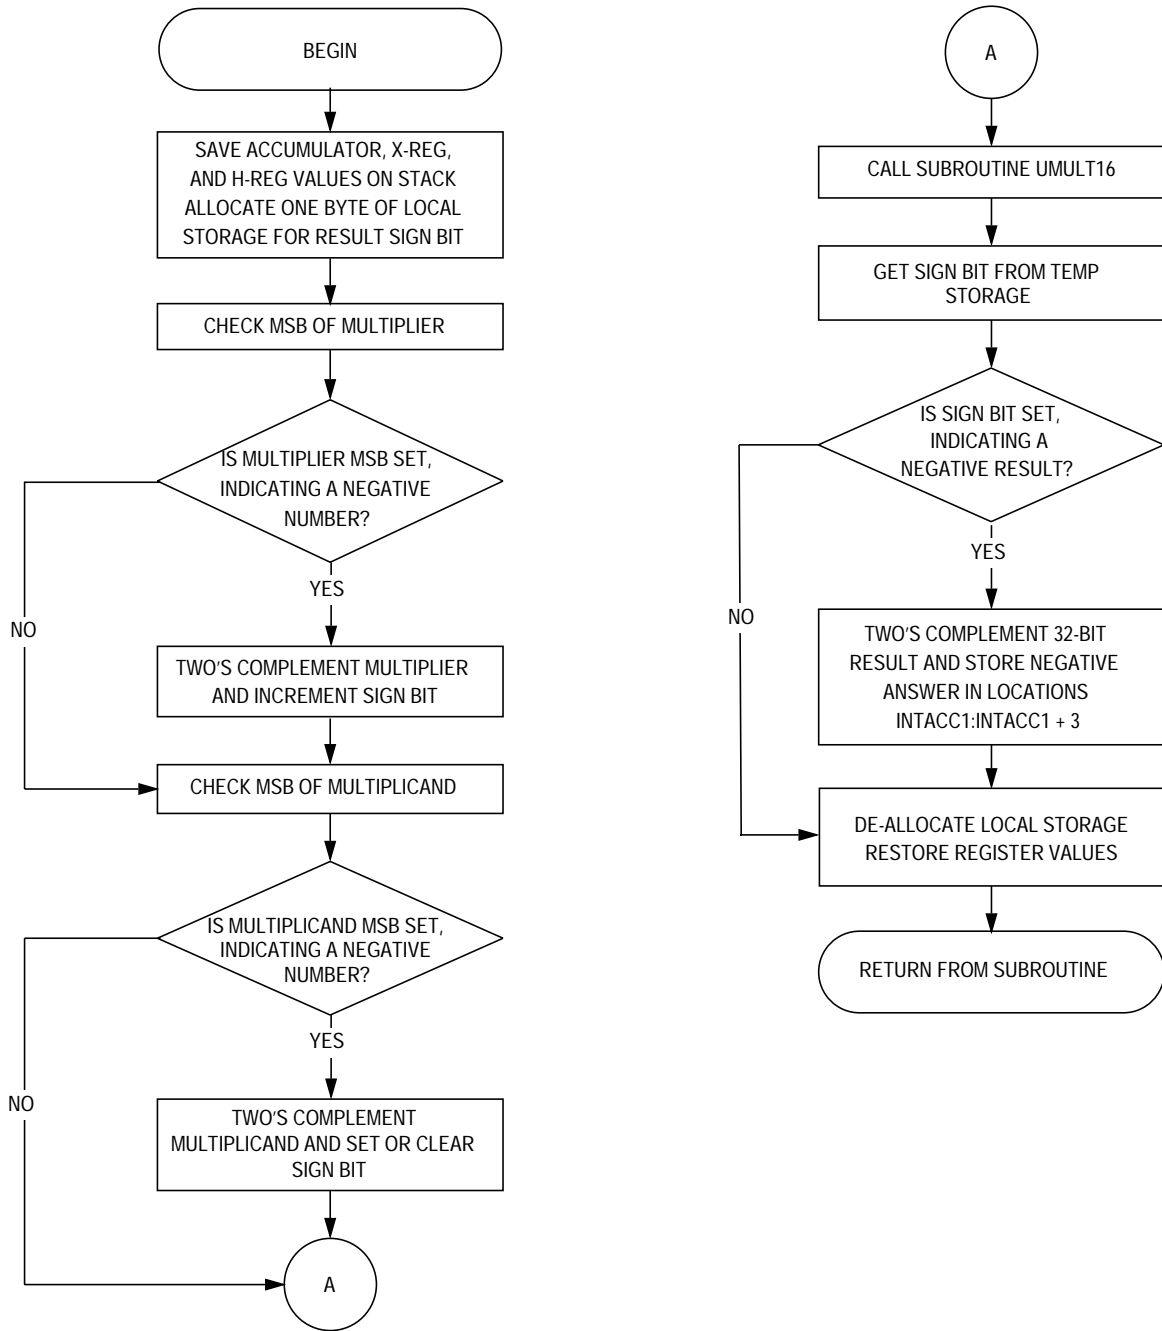 BEGIN
SAVE ACCUMULATOR, X-REG,
AND H-REG VALUES ON STACK
ALLOCATE ONE BYTE OF LOCAL
STORAGE FOR RESULT SIGN BIT
CHECK MSB OF MULTIPLIER
IS MULTIPLIER MSB SET,
INDICATING A NEGATIVE
NUMBER?
YES
NO
TWO’S COMPLEMENT MULTIPLIER
AND INCREMENT SIGN BIT
CHECK MSB OF MULTIPLICAND
IS MULTIPLICAND MSB SET,
INDICATING A NEGATIVE
NUMBER?
YES
NO
TWO’S COMPLEMENT
MULTIPLICAND AND SET OR CLEAR
SIGN BIT
A
A
CALL SUBROUTINE UMULT16
GET SIGN BIT FROM TEMP
STORAGE
IS SIGN BIT SET,
INDICATING A
NEGATIVE RESULT?
YES
NO
TWO’S COMPLEMENT 32-BIT
RESULT AND STORE NEGATIVE
ANSWER IN LOCATIONS
INTACC1:INTACC1 + 3
DE-ALLOCATE LOCAL STORAGE
RESTORE REGISTER VALUES
RETURN FROM SUBROUTINE